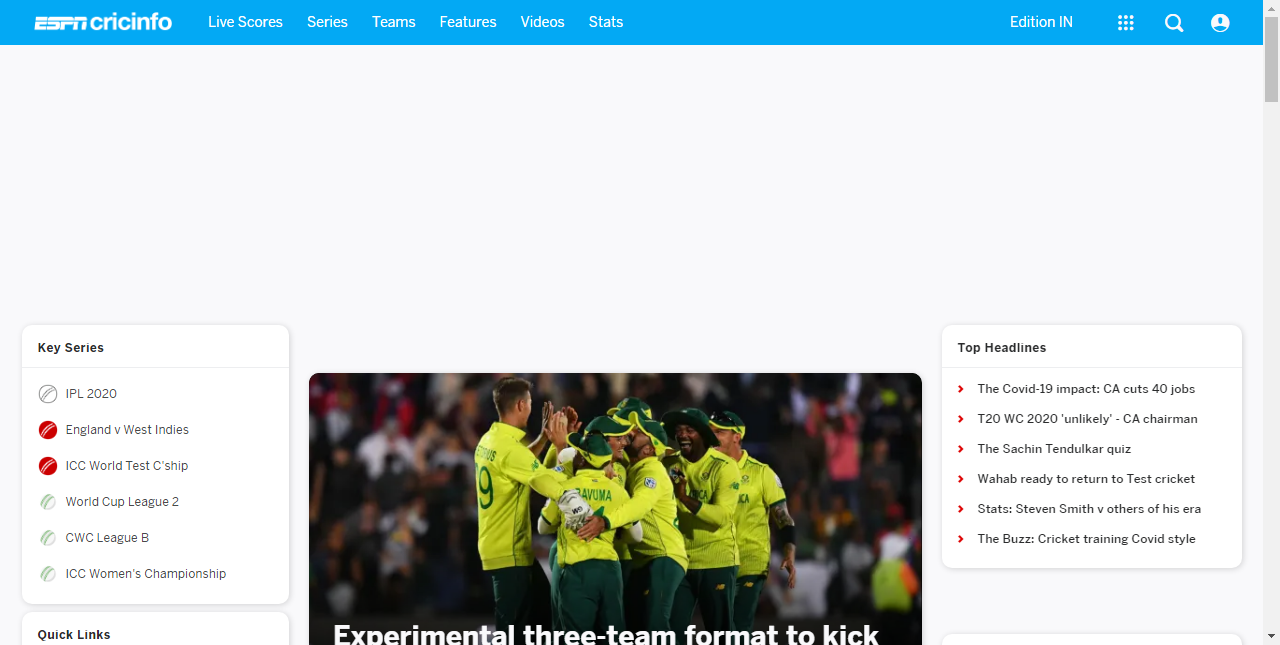 ESPN cricinfo
Live Scores
Series
Teams
Features
Videos
Stats
Edition IN
Key Series
IPL 2020
England v West Indies
ICC World Test C'ship
World Cup League 2
CWC League B
ICC Women's Championship
Quick Links
9
BAVUMA
Experimental three-team format to kick
Top Headlines
The Covid-19 impact: CA cuts 40 jobs
T20 WC 2020 'unlikely' - CA chairman
The Sachin Tendulkar quiz
Wahab ready to return to Test cricket
Stats: Steven Smith v others of his era
The Buzz: Cricket training Covid style